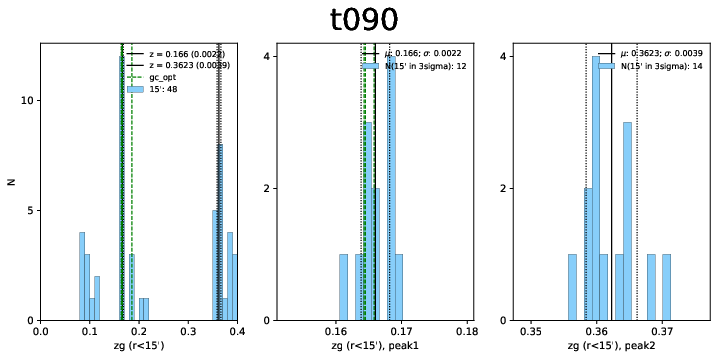 t090
z = 0.166 (0.0022)
z = 0.3623 (0.0039)
gc_opt
15': 48
N
10
5
0
0.0 0.1 0.2 0.3 0.4
zg (r<15')
μ: 0.166; σ: 0.0022
N(15' in 3sigma): 12
4
2
0
0.16 0.17 0.18
zg (r<15'), peak1
μ: 0.3623; σ: 0.0039
N(15' in 3sigma): 14
4
2
0
0.35 0.36 0.37
zg (r<15'), peak2